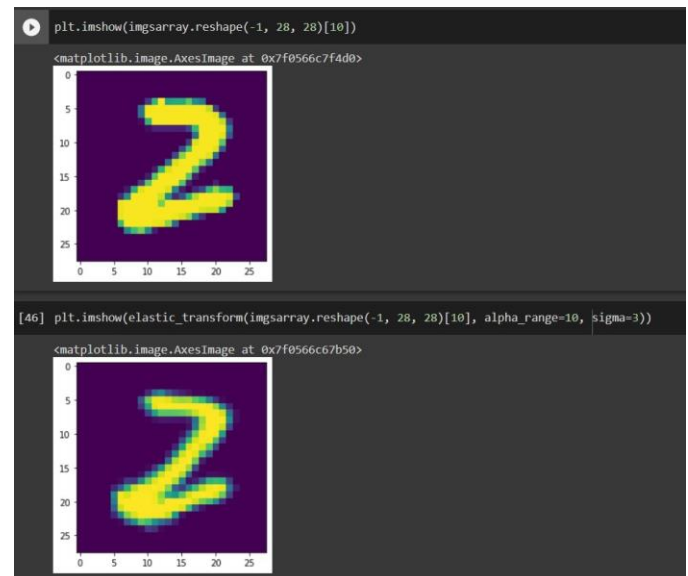 plt.imshow(imgsarray.reshape(-1, 28, 28)[10])
<matplotlib.image.AxesImage at 0x7f0566c7f4d0>
0
5
10
15
20
25
0 5 10 15 20 25
2
[46] plt.imshow(elastic_transform(imgsarray.reshape(-1, 28, 28)[10], alpha_range=10, sigma=3))
<matplotlib.image.AxesImage at 0x7f0566c67b50>
0
5
10
15
20
25
0 5 10 15 20 25
2